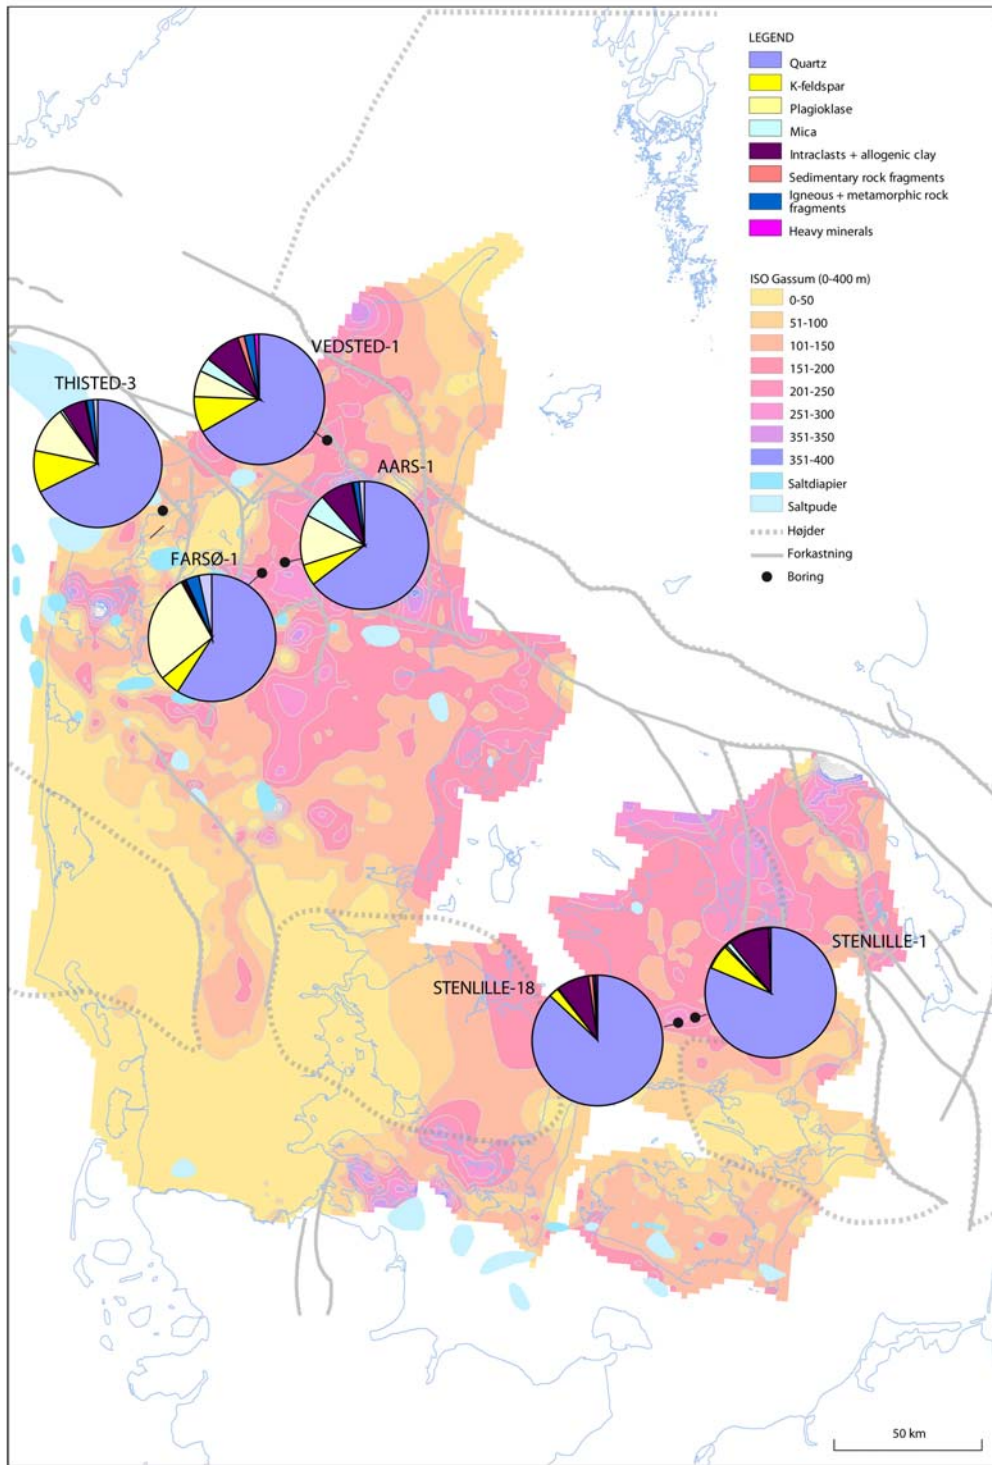 LEGEND
Quartz
K-feldspar
Plagioklase
Mica
Intraclasts + allogenic clay
Sedimentary rock fragments
Igneous + metamorphic rock
fragments
Heavy minerals
ISO Gassum (0-400 m)
0-50
51-100
101-150
151-200
201-250
251-300
351-350
351-400
Saltdiapier
Saltpude
Højder
Forkastning
Boring
VEDSTED-1
THISTED-3
AARS-1
FARSØ-1
STENLILLE-1
STENLILLE-18
50 km